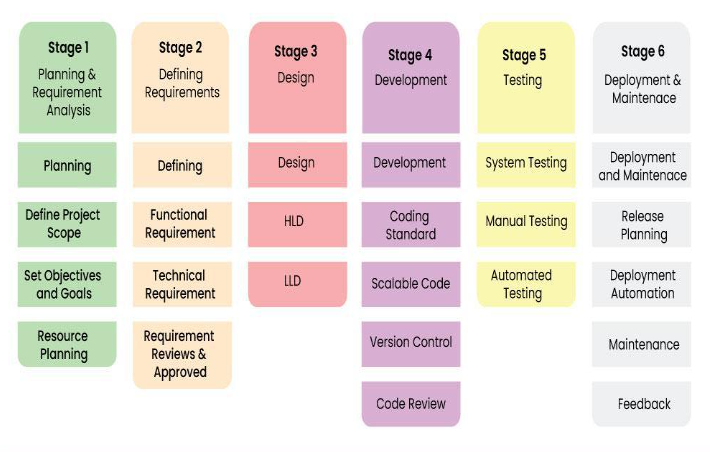 Stage 1
Planning &
Requirement
Analysis
Planning
Define Project
Scope
Set Objectives
and Goals
Resource
Planning
Stage 2
Defining
Requirements
Defining
Functional
Requirement
Technical
Requirement
Requirement
Reviews &
Approved
Stage 3
Design
Design
HLD
LLD
Stage 4
Development
Development
Coding
Standard
Scalable Code
Version Control
Code Review
Stage 5
Testing
System Testing
Manual Testing
Automated
Testing
Stage 6
Deployment &
Maintenace
Deployment
and Maintenace
Release
Planning
Deployment
Automation
Maintenance
Feedback